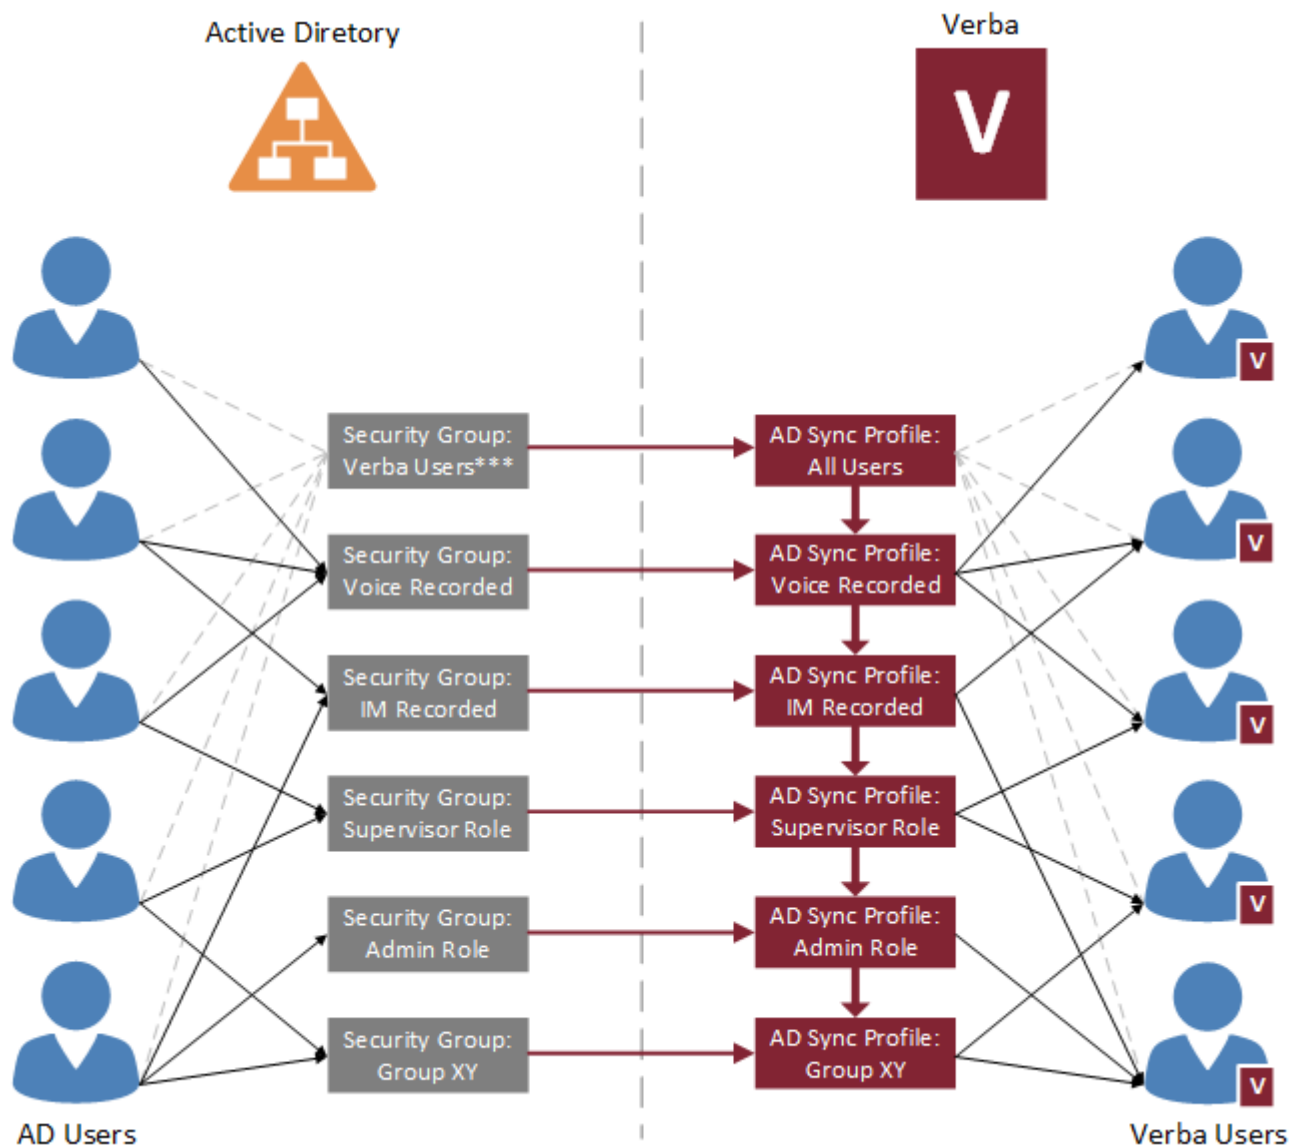 Active Diretory
Verba
V
V
V
Security Group:
Verba Users***
AD Sync Profile:
All Users
V
Security Group:
Voice Recorded
AD Sync Profile:
Voice Recorded
Security Group:
IM Recorded
AD Sync Profile:
IM Recorded
V
Security Group:
Supervisor Role
AD Sync Profile:
Supervisor Role
V
Security Group:
Admin Role
AD Sync Profile:
Admin Role
Security Group:
Group XY
AD Sync Profile:
Group XY
V
AD Users
Verba Users